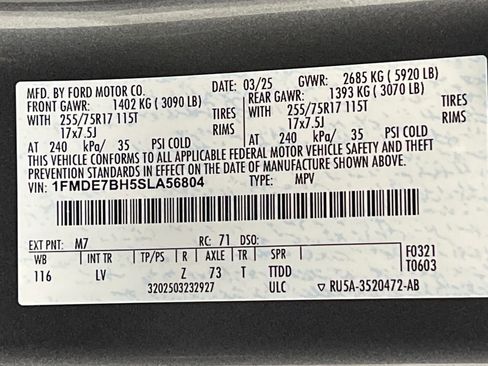 MFD. BY FORD MOTOR CO.
DATE: 03/25 GVWR: 2685 KG (5920 LB)
FRONT GAWR: 1402 KG (3090 LB) REAR GAWR: 1393 KG (3070 LB)
WITH 255/75R17 115T TIRES WITH 255/75R17 115T TIRES
17x7.5J RIMS 17x7.5J RIMS
AT 240 kPa/ 35 PSI COLD AT 240 kPa/ 35 PSI COLD
THIS VEHICLE CONFORMS TO ALL APPLICABLE FEDERAL MOTOR VEHICLE SAFETY AND THEFT
PREVENTION STANDARDS IN EFFECT ON THE DATE OF MANUFACTURE SHOWN ABOVE.
VIN: 1FMDE7BH5SLA56804 TYPE: MPV
EXT PNT: M7 RC: 71 DSO:
WB TP/PS R AXLE TR SPR F0321
116 LV Z 73 T TTDD T0603
3202503232927 ULC ▽ RU5A-3520472-AB